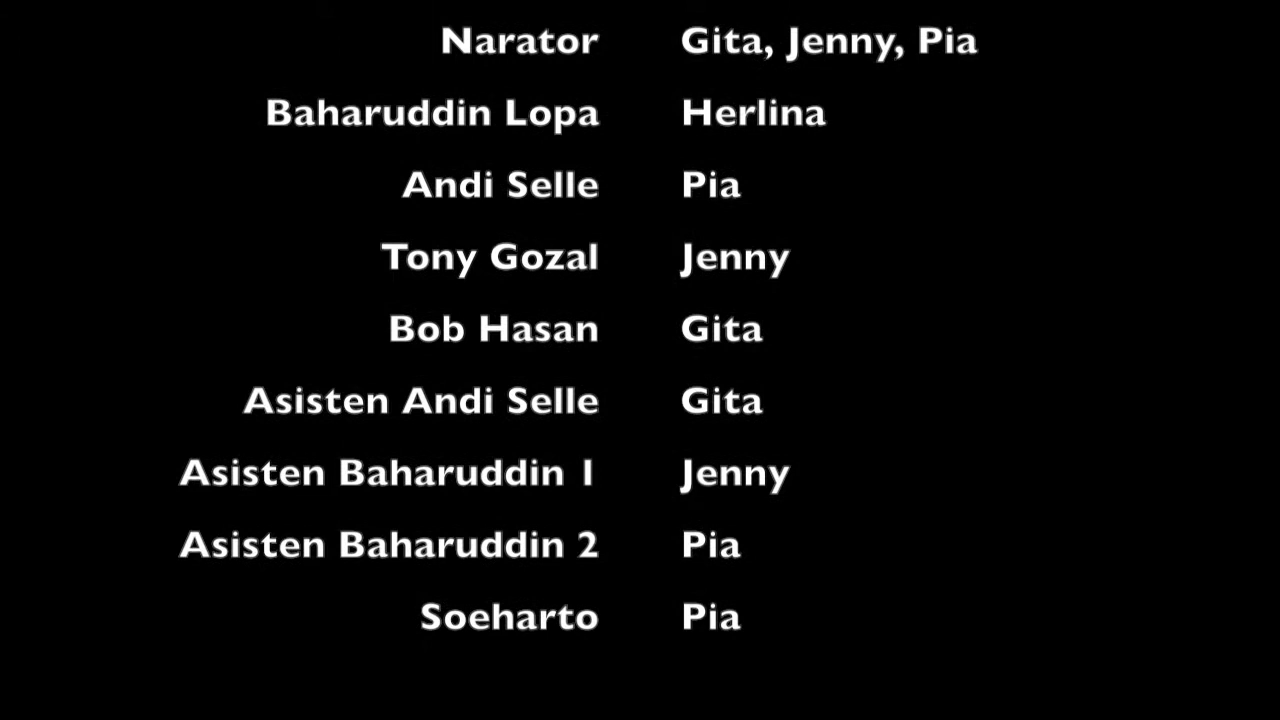 Narator Gita, Jenny, Pia
Baharuddin Lopa Herlina
Andi Selle Pia
Tony Gozal Jenny
Bob Hasan Gita
Asisten Andi Selle Gita
Asisten Baharuddin 1 Jenny
Asisten Baharuddin 2 Pia
Soeharto Pia